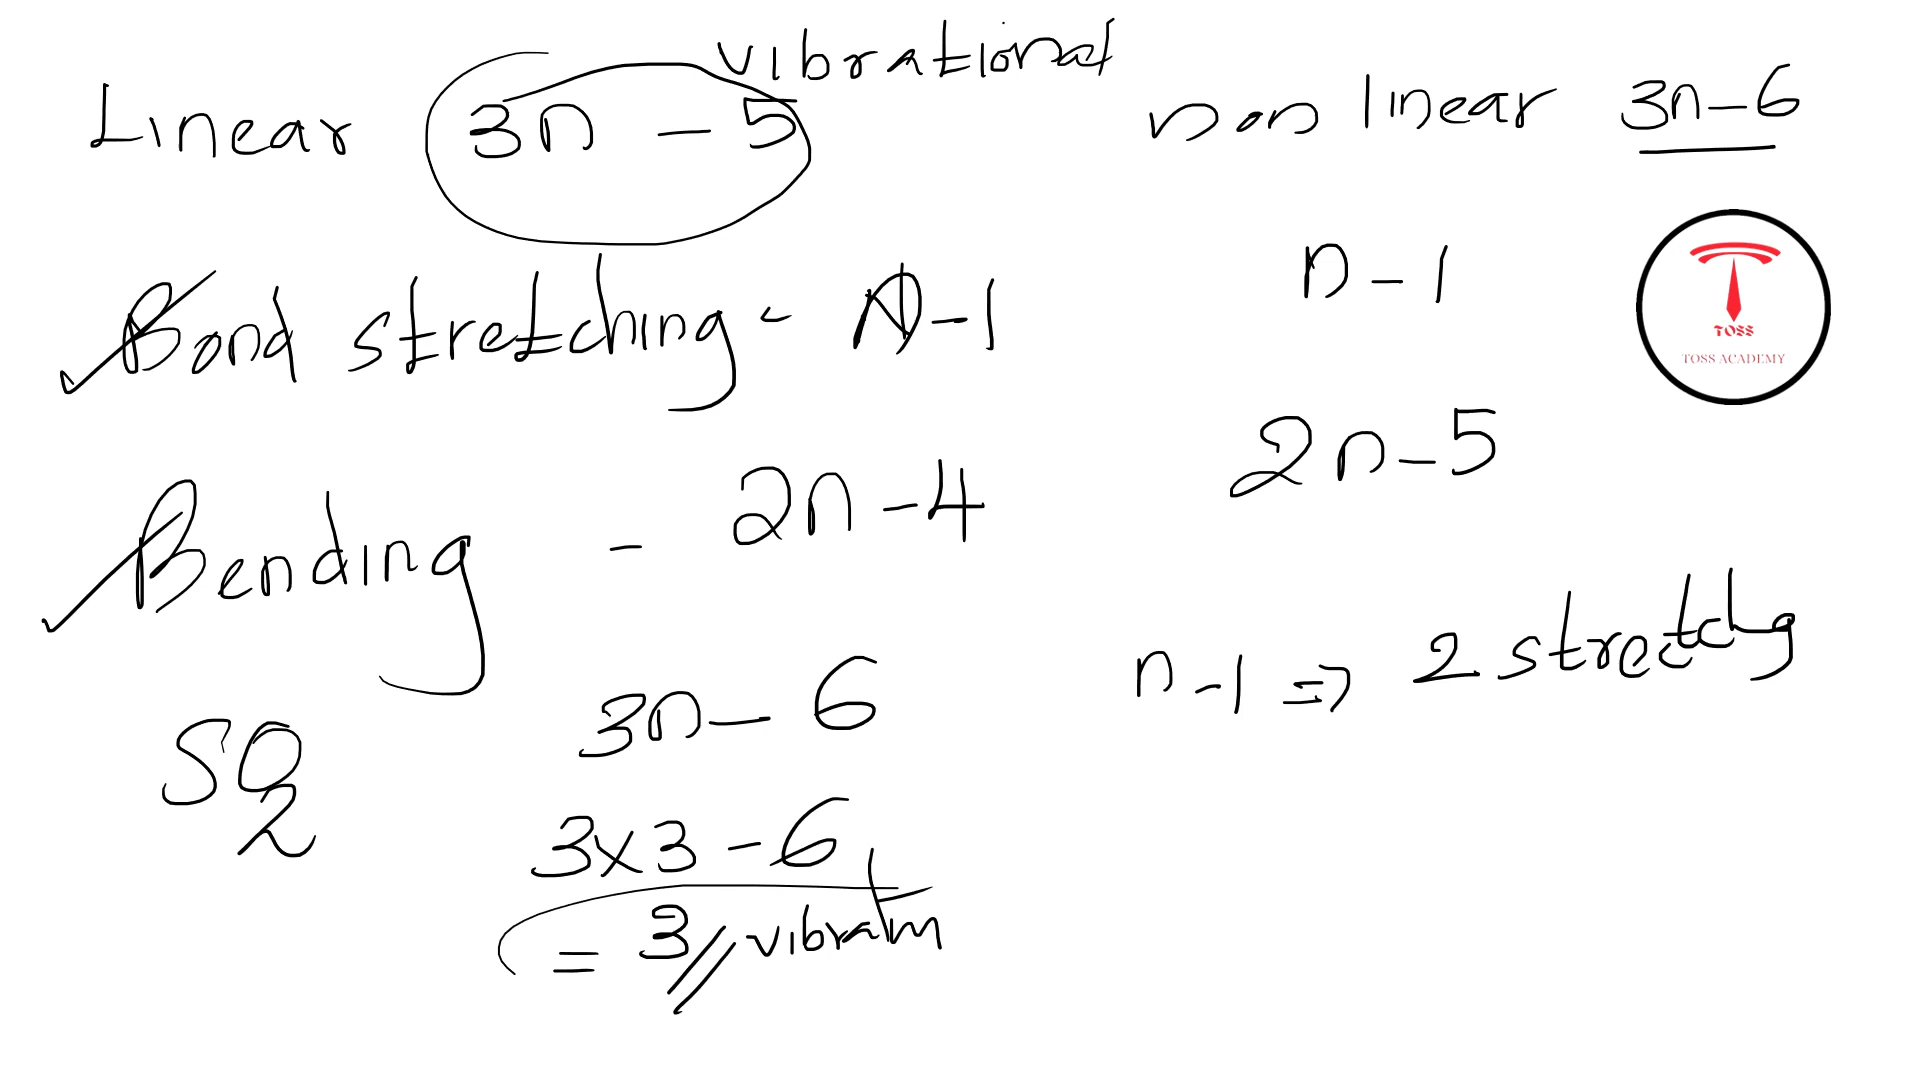 vibrational
Linear 3n - 5
non linear 3n-6
Bond stretching - n-1
n-1
TOSS
TOSS ACADEMY
Bending - 2n-4
2n-5
SO2
3n-6
n-1 ⇒ 2 stretchg
3x3-6
= 3// vibratn